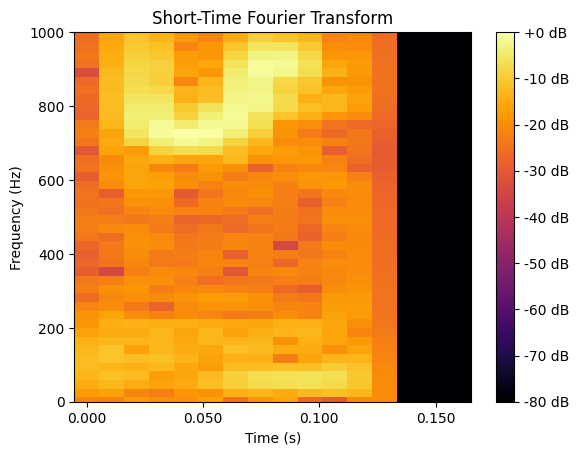 Short-Time Fourier Transform
1000
800
600
400
200
0
Frequency (Hz)
0.000
0.050
0.100
0.150
Time (s)
+0 dB
-10 dB
-20 dB
-30 dB
-40 dB
-50 dB
-60 dB
-70 dB
-80 dB